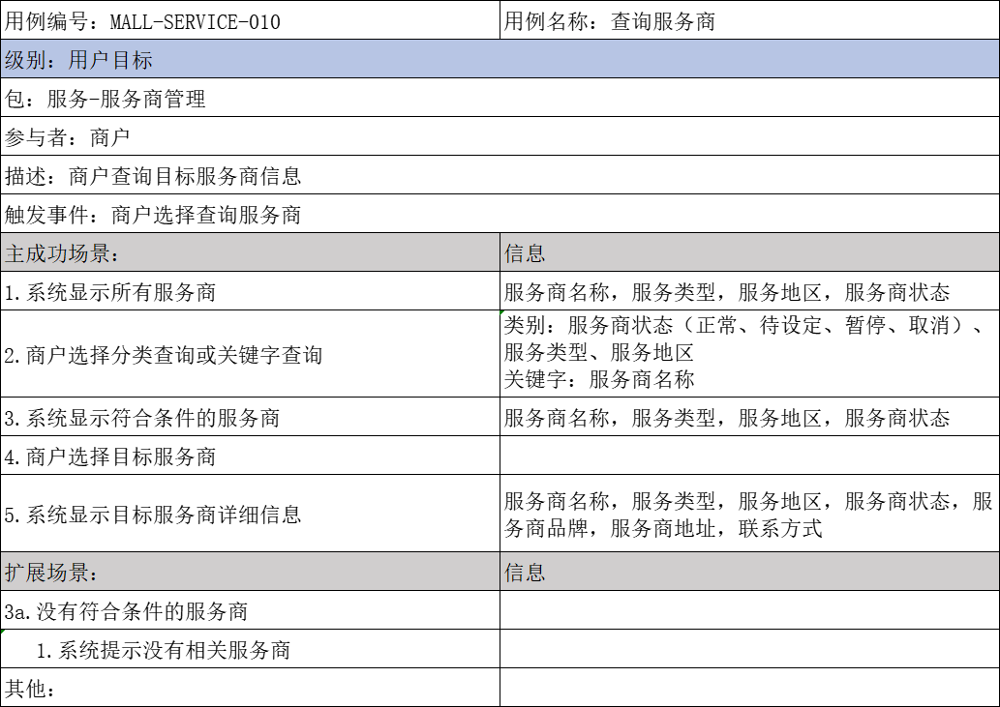 用例编号：MALL-SERVICE-010
用例名称：查询服务商
级别：用户目标
包：服务-服务商管理
参与者：商户
描述：商户查询目标服务商信息
触发事件：商户选择查询服务商
主成功场景：
信息
1.系统显示所有服务商
服务商名称，服务类型，服务地区，服务商状态
2.商户选择分类查询或关键字查询
类别：服务商状态（正常、待设定、暂停、取消）、
服务类型、服务地区
关键字：服务商名称
3.系统显示符合条件的服务商
服务商名称，服务类型，服务地区，服务商状态
4.商户选择目标服务商
5.系统显示目标服务商详细信息
服务商名称，服务类型，服务地区，服务商状态，服
务商品牌，服务商地址，联系方式
扩展场景：
信息
3a.没有符合条件的服务商
1.系统提示没有相关服务商
其他：